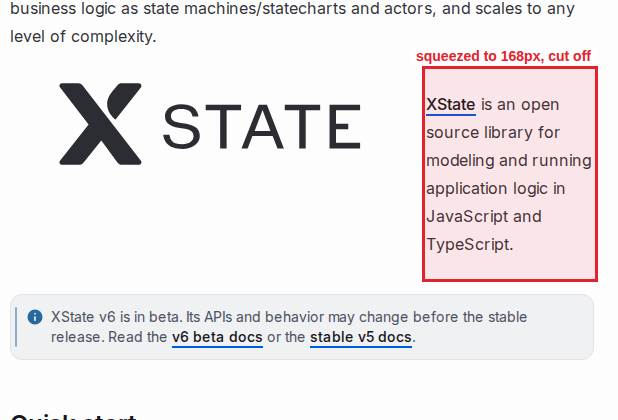 business logic as state machines/statecharts and actors, and scales to any
level of complexity.
squeezed to 168px, cut off
X STATE
XState is an open
source library for
modeling and running
application logic in
JavaScript and
TypeScript.
XState v6 is in beta. Its APIs and behavior may change before the stable
release. Read the v6 beta docs or the stable v5 docs.
Quick start